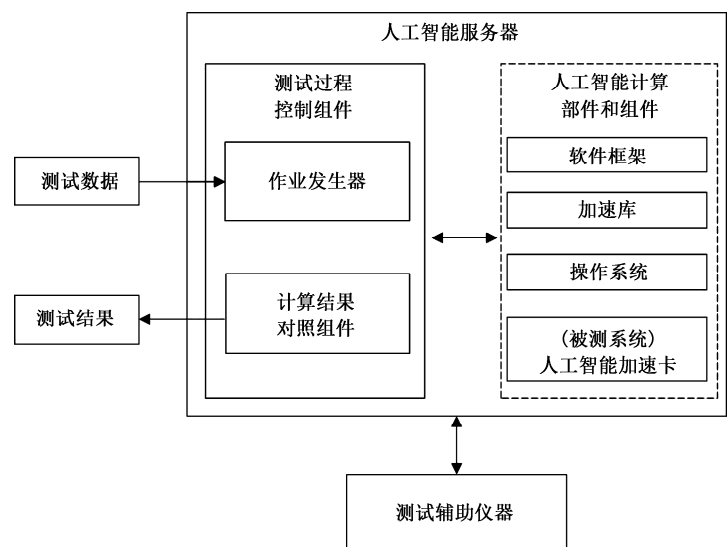 人工智能服务器
测试过程
控制组件
人工智能计算
部件和组件
测试数据
作业发生器
软件框架
加速库
操作系统
测试结果
计算结果
对照组件
(被测系统)
人工智能加速卡
测试辅助仪器